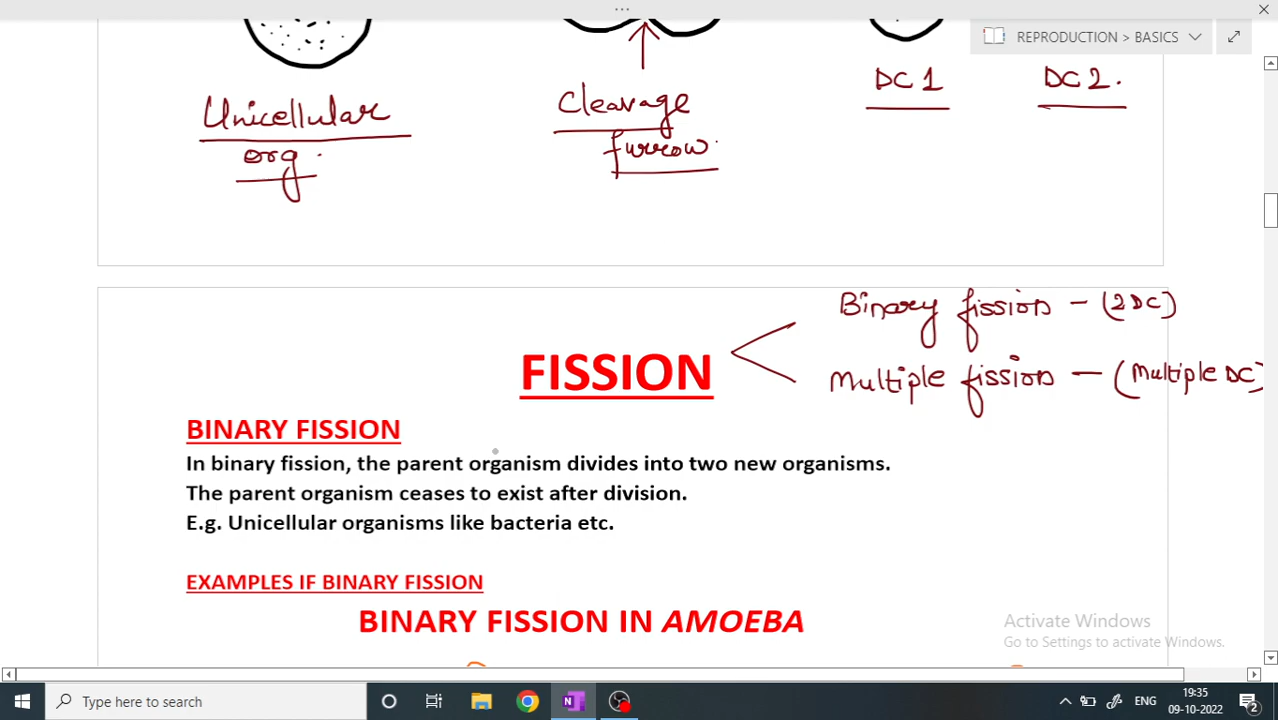 REPRODUCTION > BASICS
DC 1
DC 2.
Unicellular
org.
Cleavage
furrow.
Binary fission - (2 DC)
FISSION
Multiple fission - (Multiple DC)
BINARY FISSION
In binary fission, the parent organism divides into two new organisms.
The parent organism ceases to exist after division.
E.g. Unicellular organisms like bacteria etc.
EXAMPLES IF BINARY FISSION
BINARY FISSION IN AMOEBA
Activate Windows
Go to Settings to activate Windows.
Type here to search
ENG
19:35
09-10-2022
2